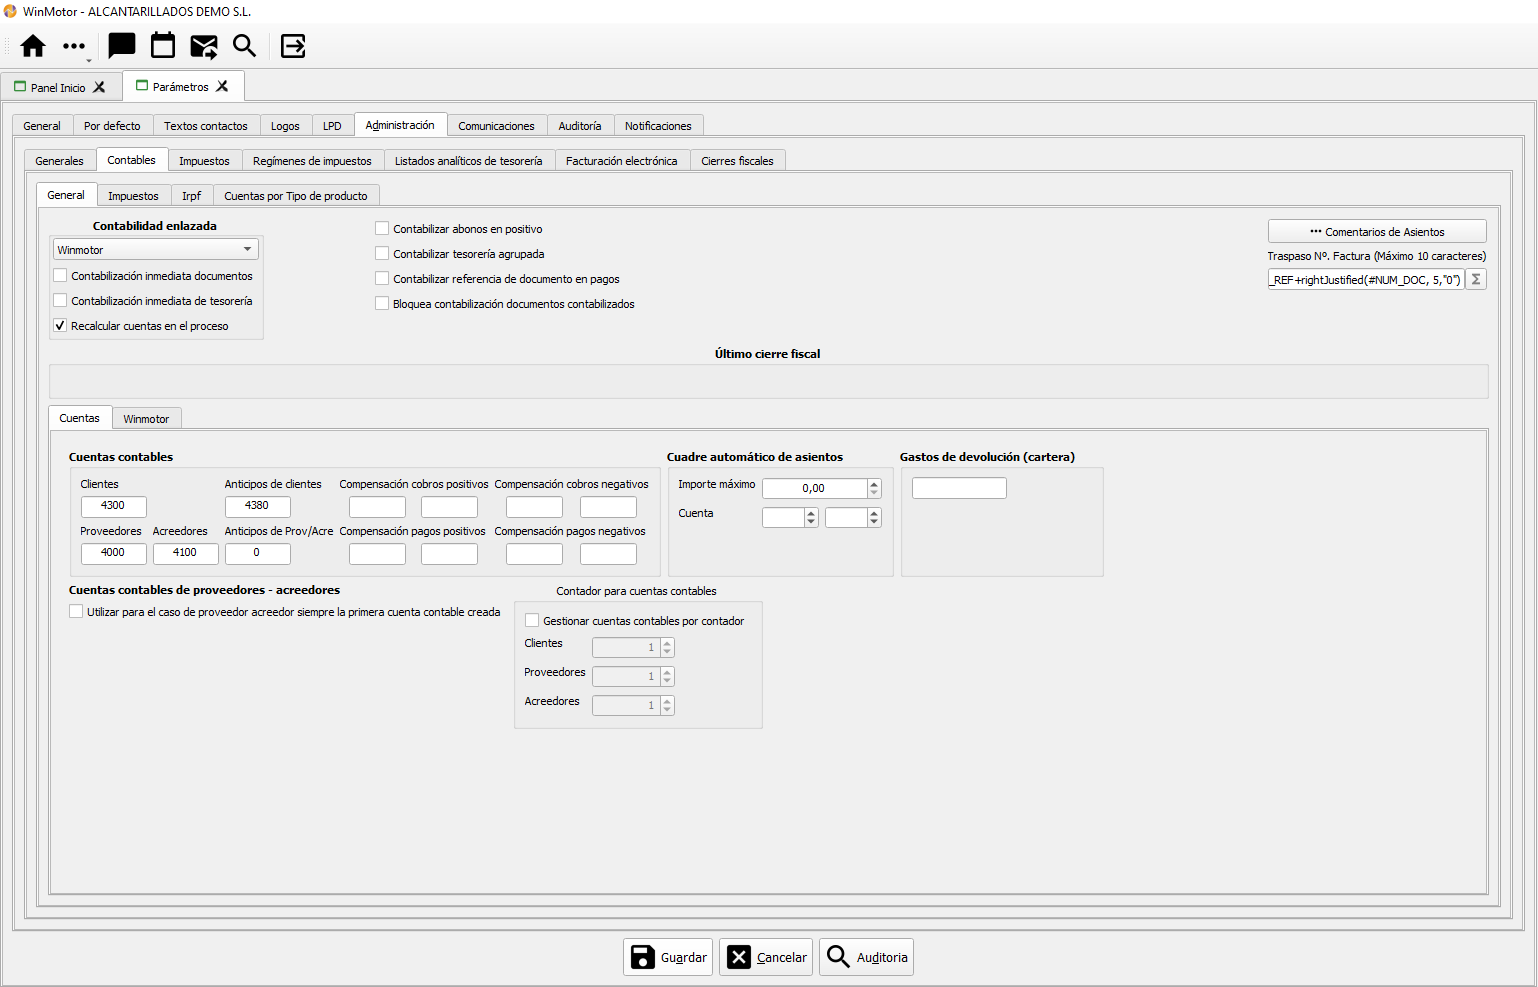 WinMotor - ALCANTARILLADOS DEMO S.L.
Panel Inicio
Parámetros
General Por defecto Textos contactos Logos LPD Administración Comunicaciones Auditoría Notificaciones
Generales Contables Impuestos Regímenes de impuestos Listados analíticos de tesorería Facturación electrónica Cierres fiscales
General Impuestos Irpf Cuentas por Tipo de producto
Contabilidad enlazada
Winmotor
Contabilización inmediata documentos
Contabilización inmediata de tesorería
Recalcular cuentas en el proceso
Contabilizar abonos en positivo
Contabilizar tesorería agrupada
Contabilizar referencia de documento en pagos
Bloquea contabilización documentos contabilizados
Comentarios de Asientos
Traspaso Nº. Factura (Máximo 10 caracteres)
_REF+rightJustified(#NUM_DOC, 5,"0") Σ
Último cierre fiscal
Cuentas Winmotor
Cuentas contables
Clientes Anticipos de clientes Compensación cobros positivos Compensación cobros negativos
4300 4380
Proveedores Acreedores Anticipos de Prov/Acre Compensación pagos positivos Compensación pagos negativos
4000 4100 0
Cuadre automático de asientos
Importe máximo 0,00
Cuenta
Gastos de devolución (cartera)
Cuentas contables de proveedores - acreedores
Utilizar para el caso de proveedor acreedor siempre la primera cuenta contable creada
Contador para cuentas contables
Gestionar cuentas contables por contador
Clientes 1
Proveedores 1
Acreedores 1
Guardar Cancelar Auditoria